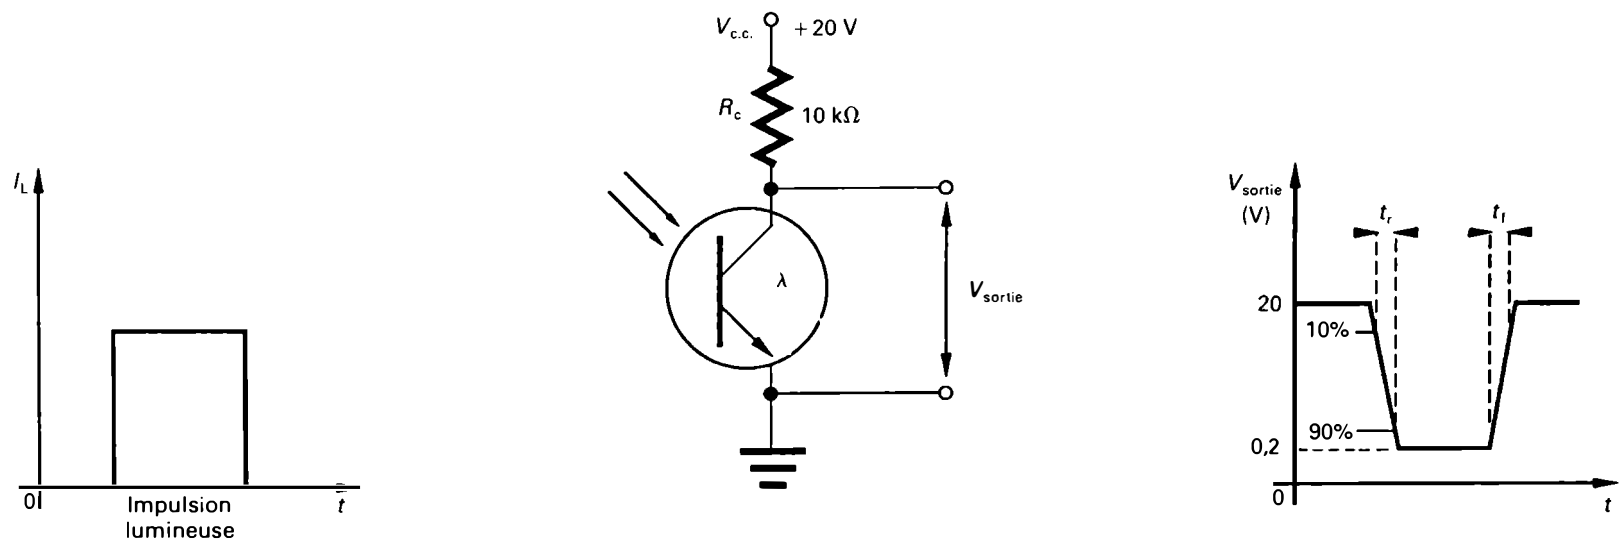 I_L
0
Impulsion
lumineuse
t
V_c.c.
+20 V
R_c
10 kΩ
λ
V_sortie
V_sortie
(V)
t_r
t_f
20
10%
90%
0,2
0
t